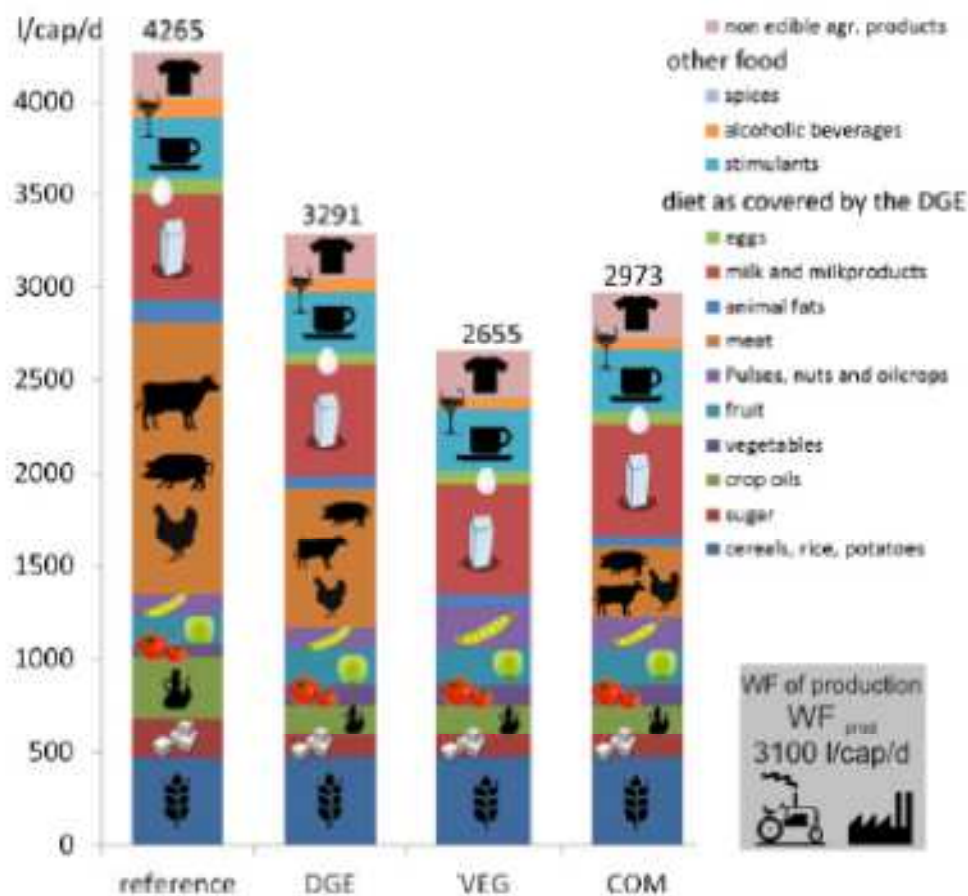 l/cap/d
4265
4000
3500
3291
3000
2973
2655
2500
2000
1500
1000
500
0
reference
DGE
VEG
COM
non edible agr. products
other food
spices
alcoholic beverages
stimulants
diet as covered by the DGE
eggs
milk and milkproducts
animal fats
meat
Pulses, nuts and oilcrops
fruit
vegetables
crop oils
sugar
cereals, rice, potatoes
WF of production
WF prod
3100 l/cap/d